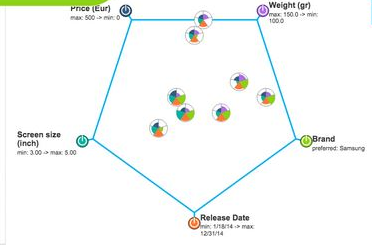 Price (Eur)
max: 500 -> min: 0
Weight (gr)
max: 150.0 -> min:
100.0
Screen size
(inch)
min: 3.00 -> max: 5.00
Brand
preferred: Samsung
Release Date
min: 1/18/14 -> max:
12/31/14